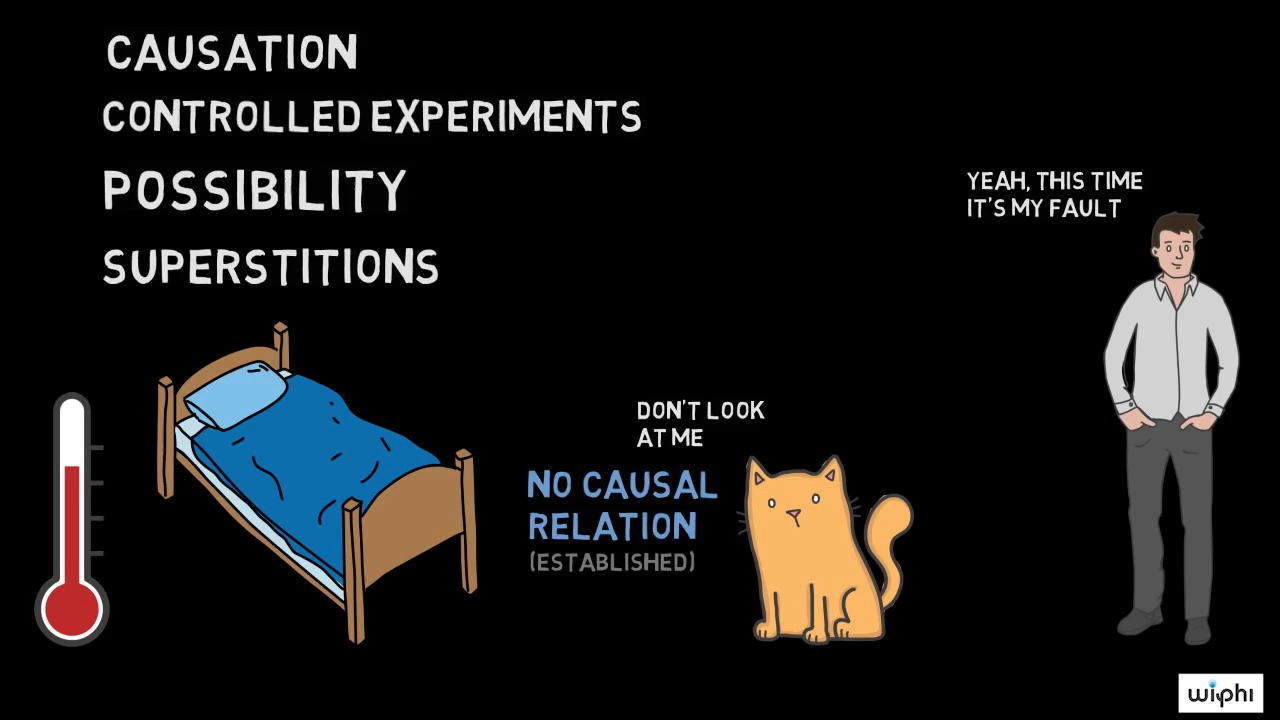 CAUSATION
CONTROLLED EXPERIMENTS
POSSIBILITY
SUPERSTITIONS
YEAH, THIS TIME
IT'S MY FAULT
DON'T LOOK
AT ME
NO CAUSAL
RELATION
(ESTABLISHED)
wiphi